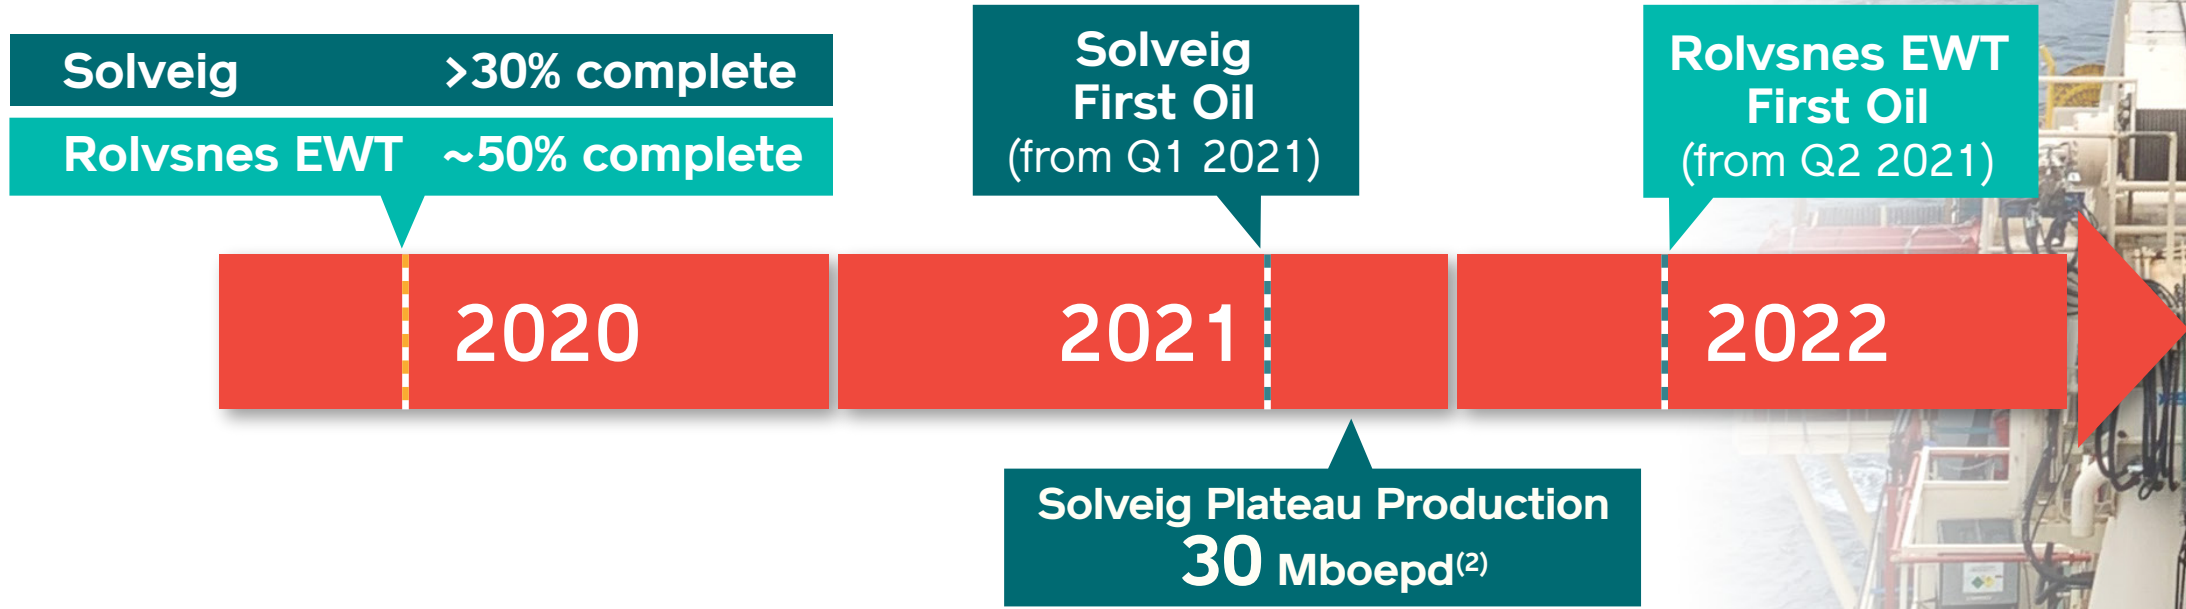 Solveig >30% complete
Rolvsnes EWT ~50% complete
Solveig
First Oil
(from Q1 2021)
Rolvsnes EWT
First Oil
(from Q2 2021)
2020
2021
2022
Solveig Plateau Production
30 Mboepd(2)